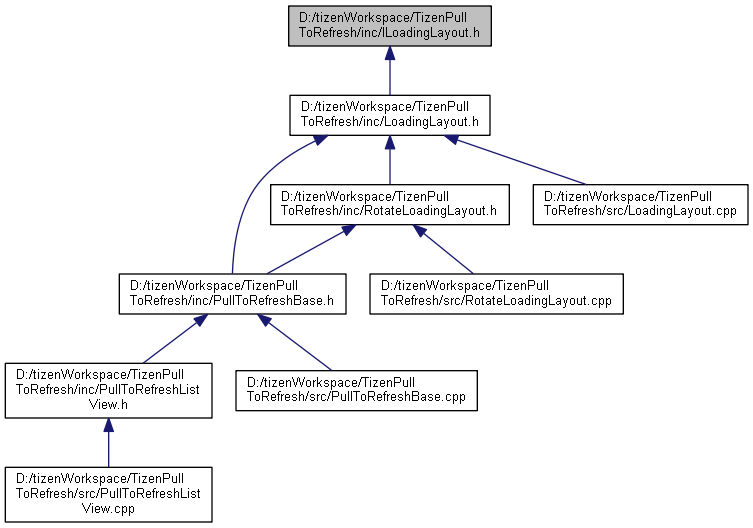 D:/tizenWorkspace/TizenPull
ToRefresh/inc/ILoadingLayout.h
D:/tizenWorkspace/TizenPull
ToRefresh/inc/LoadingLayout.h
D:/tizenWorkspace/TizenPull
ToRefresh/inc/RotateLoadingLayout.h
D:/tizenWorkspace/TizenPull
ToRefresh/src/LoadingLayout.cpp
D:/tizenWorkspace/TizenPull
ToRefresh/inc/PullToRefreshBase.h
D:/tizenWorkspace/TizenPull
ToRefresh/src/RotateLoadingLayout.cpp
D:/tizenWorkspace/TizenPull
ToRefresh/inc/PullToRefreshList
View.h
D:/tizenWorkspace/TizenPull
ToRefresh/src/PullToRefreshBase.cpp
D:/tizenWorkspace/TizenPull
ToRefresh/src/PullToRefreshList
View.cpp